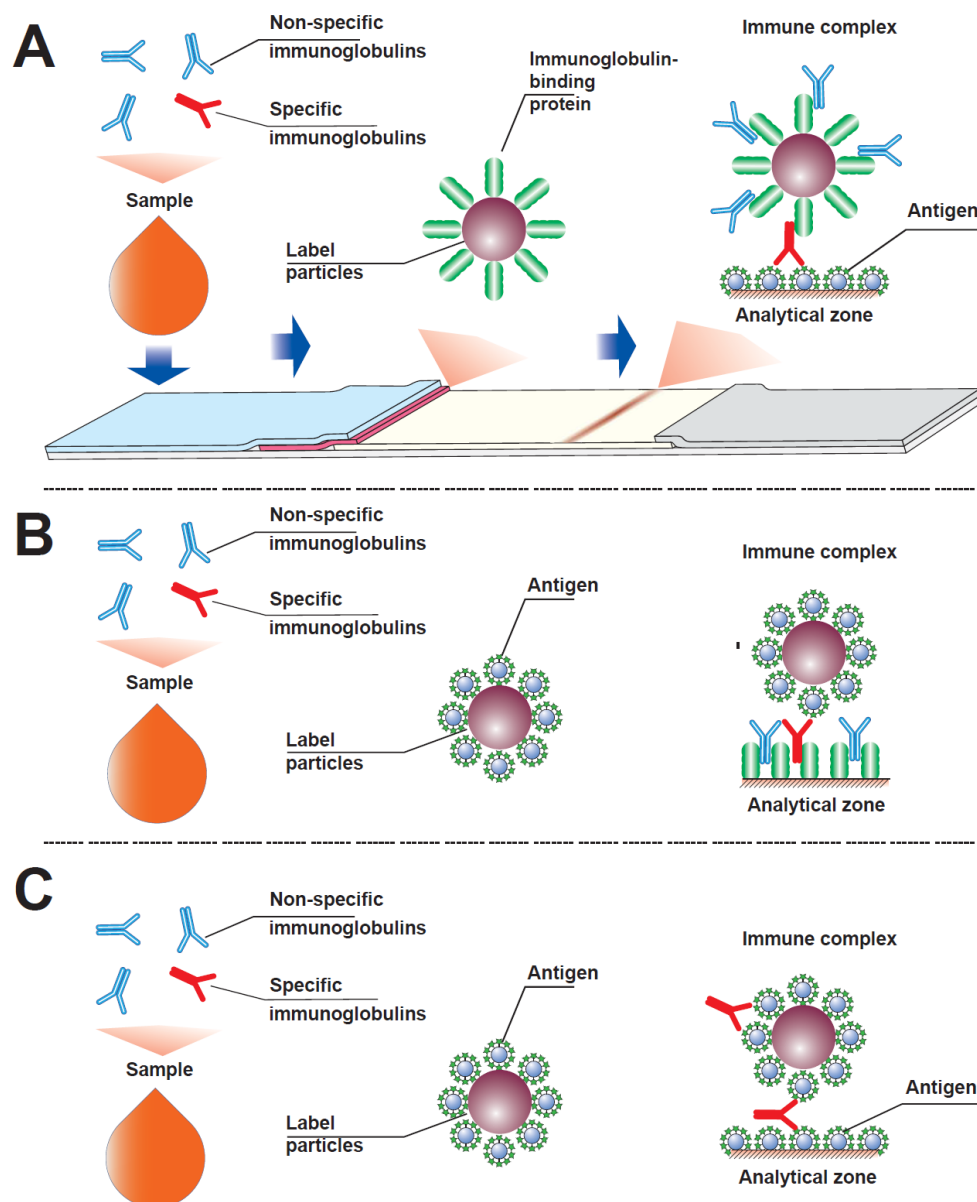 A
Non-specific
immunoglobulins
Specific
immunoglobulins
Sample
Immunoglobulin-
binding
protein
Label
particles
Immune complex
Antigen
Analytical zone
B
Non-specific
immunoglobulins
Specific
immunoglobulins
Sample
Antigen
Label
particles
Immune complex
Analytical zone
C
Non-specific
immunoglobulins
Specific
immunoglobulins
Sample
Antigen
Label
particles
Immune complex
Antigen
Analytical zone